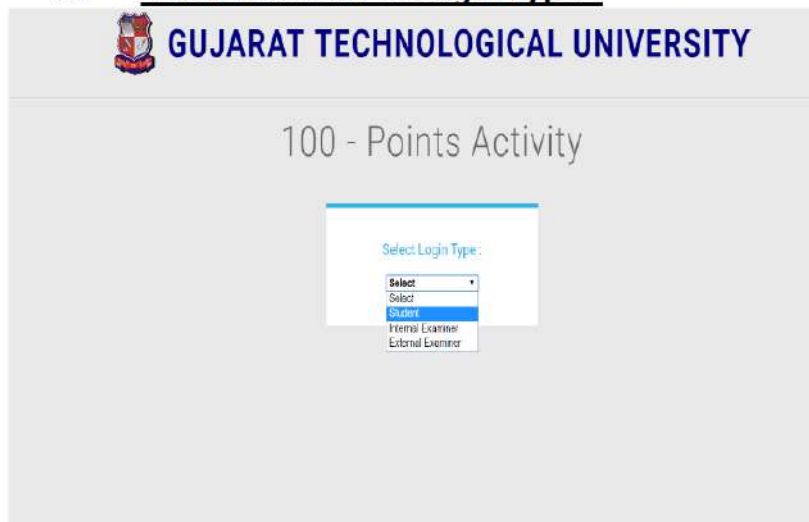 GUJARAT TECHNOLOGICAL UNIVERSITY
100 - Points Activity
Select Login Type :
Select
Select
Student
Internal Examiner
External Examiner